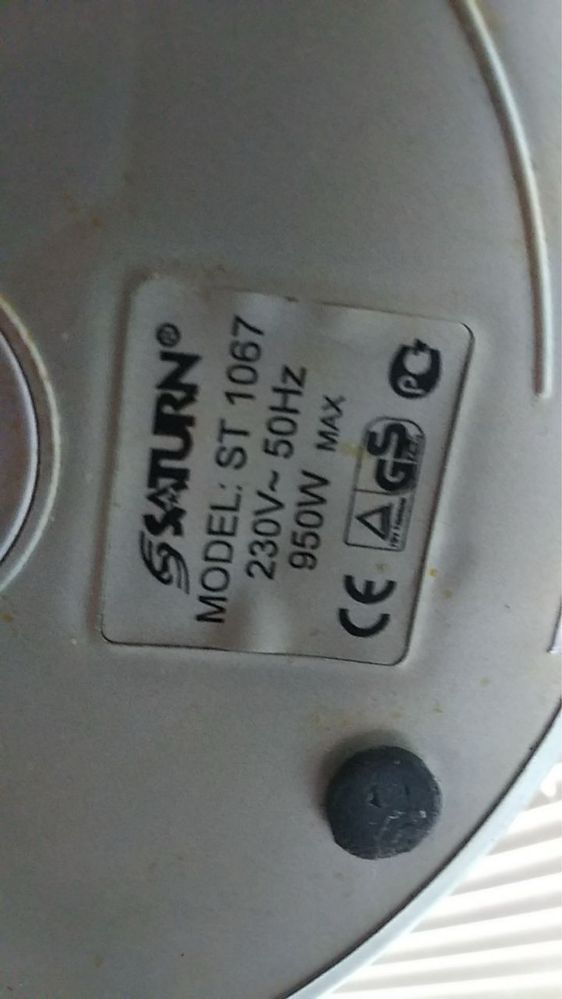 SATURN®
MODEL: ST 1067
230V~ 50Hz
950W MAX
CE GS PC